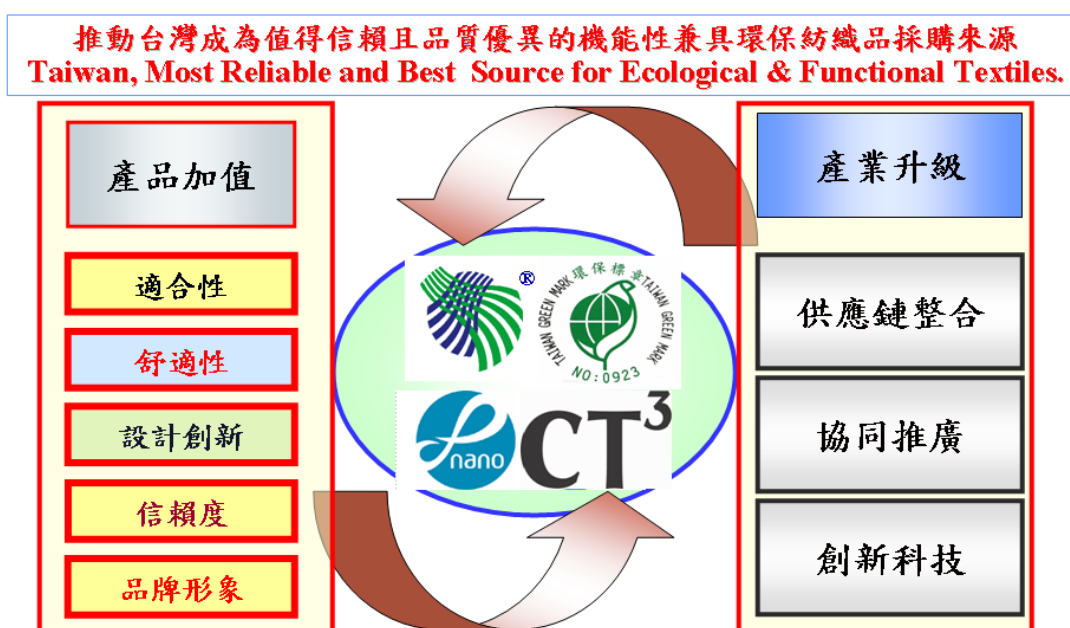 推動台灣成為值得信賴且品質優異的機能性兼具環保紡織品採購來源
Taiwan, Most Reliable and Best Source for Ecological & Functional Textiles.
產品加值
適合性
舒適性
設計創新
信賴度
品牌形象
®
環保標章
TAIWAN GREEN MARK
TAIWAN GREEN MARK
NO:0923
nano
CT3
產業升級
供應鏈整合
協同推廣
創新科技